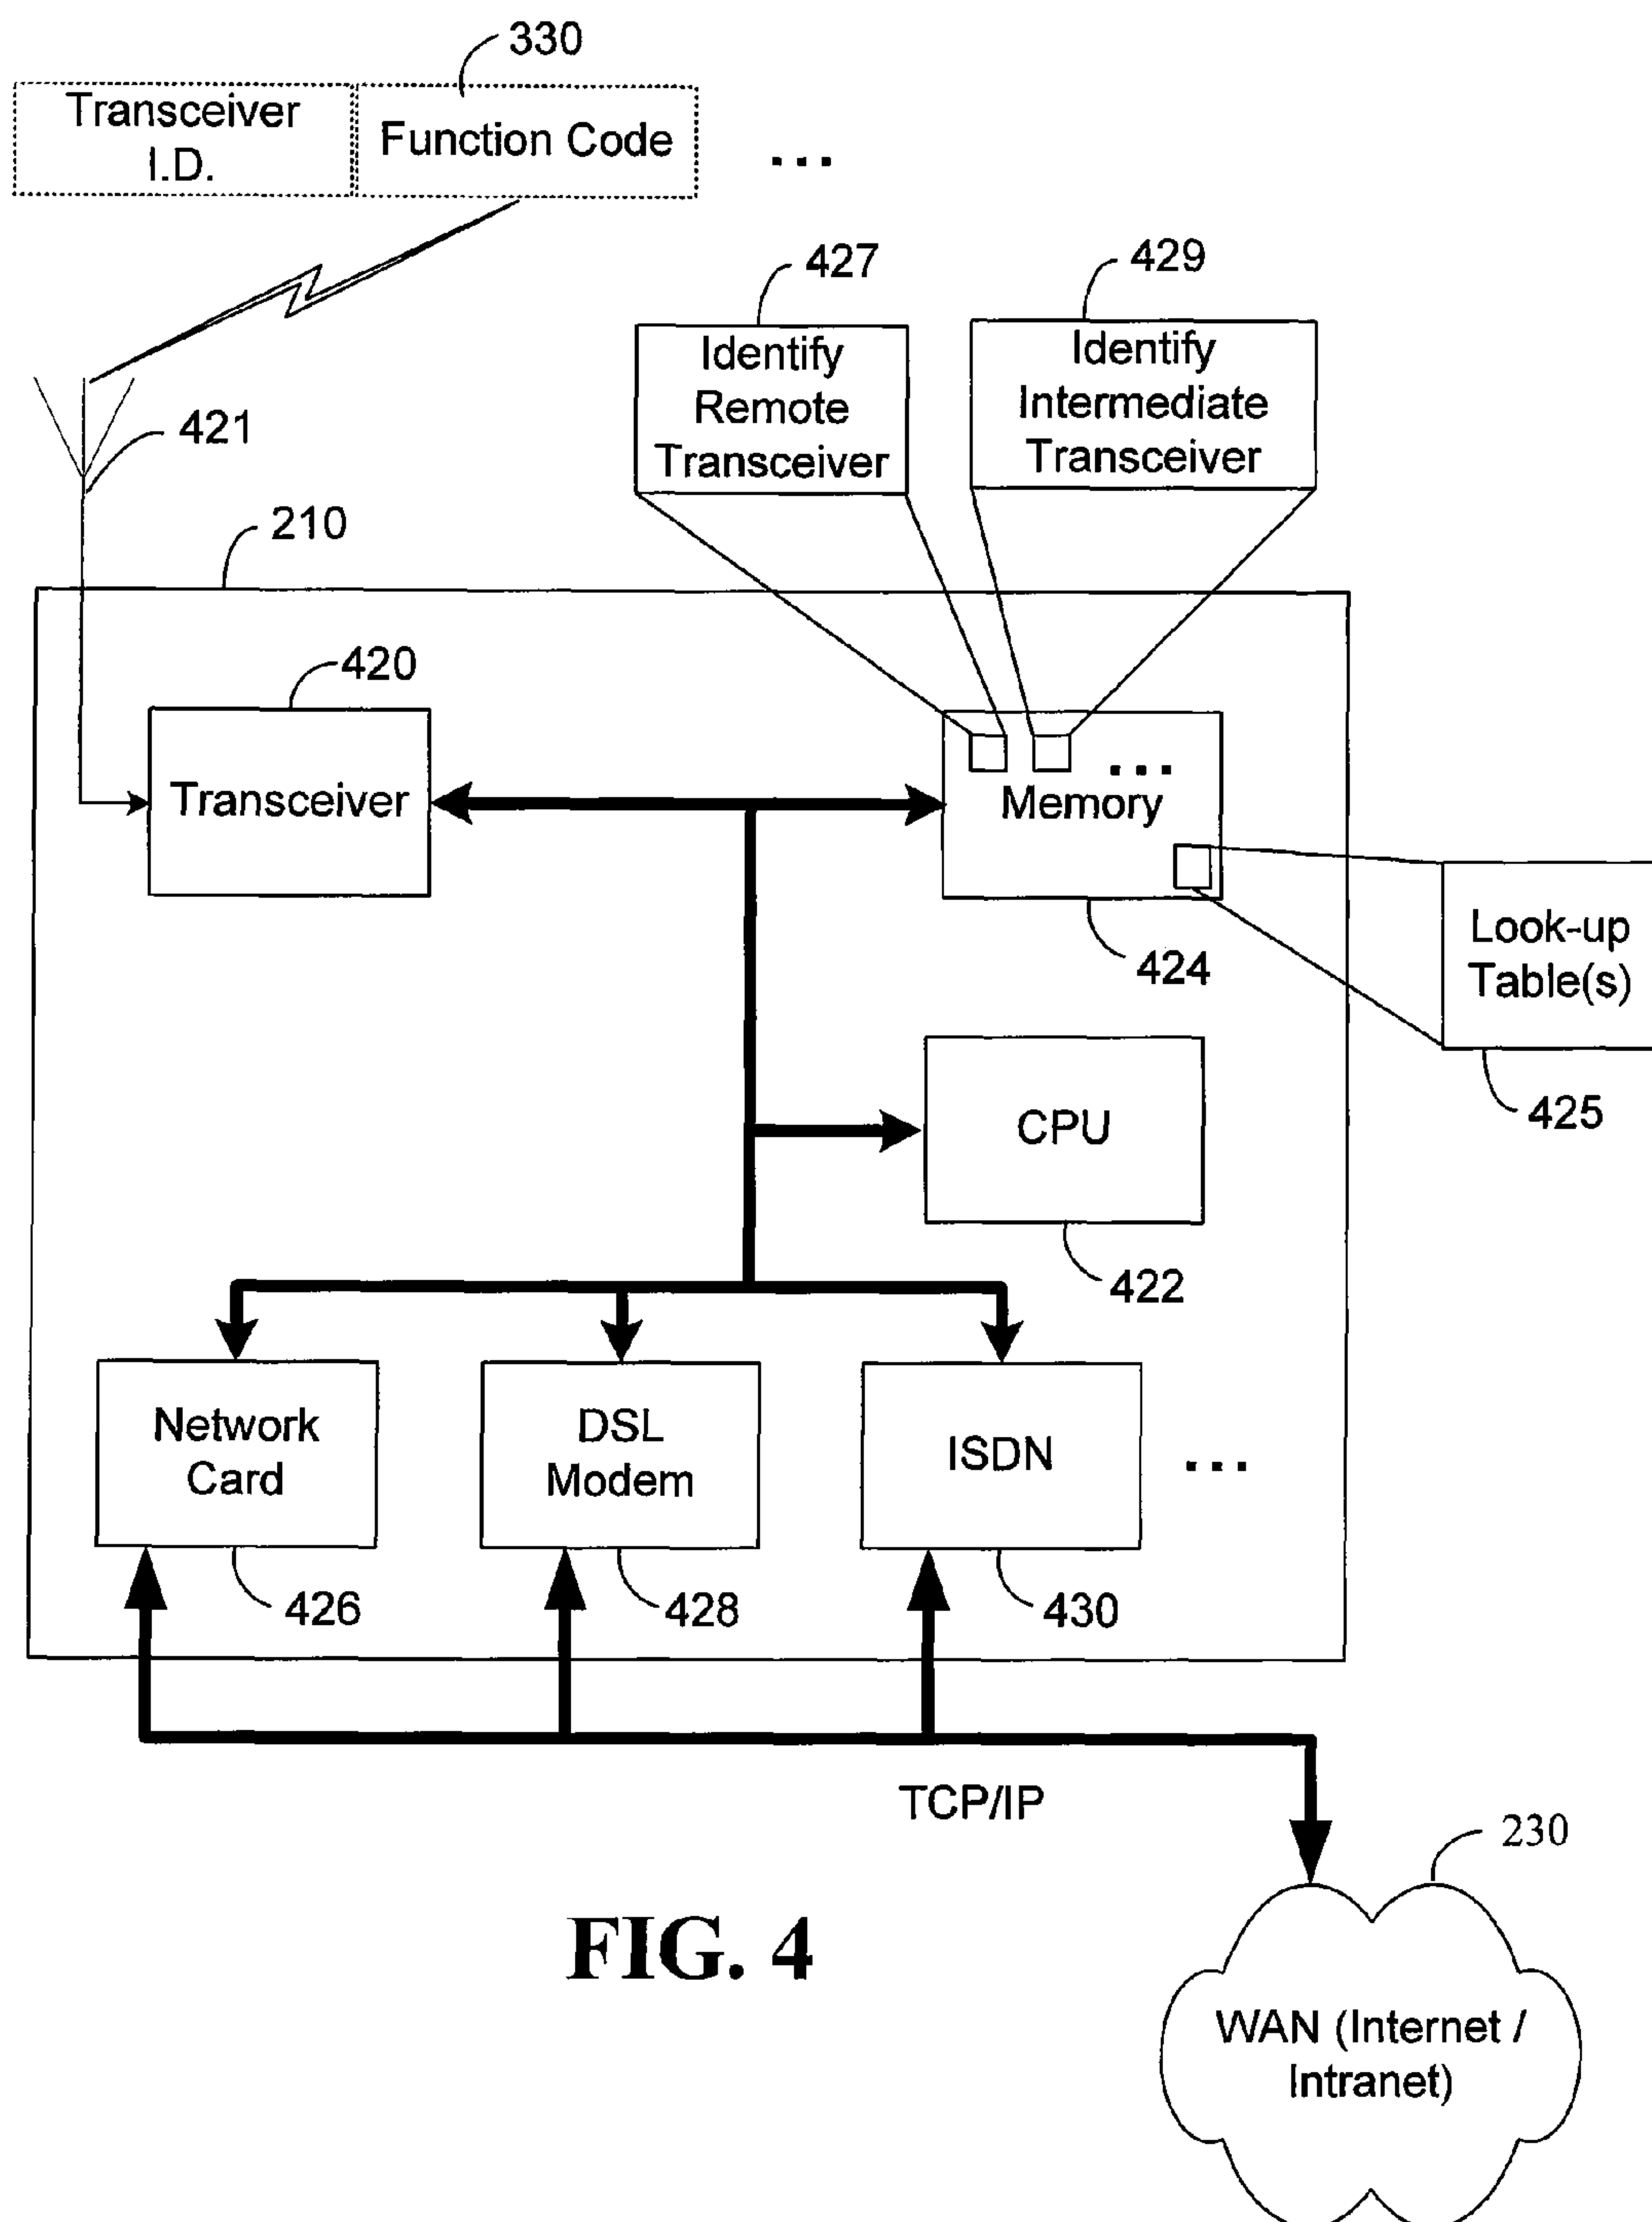 330
Transceiver
I.D.
Function Code
...
427
429
Identify
Remote
Transceiver
Identify
Intermediate
Transceiver
421
210
420
Transceiver
...
Memory
424
Look-up
Table(s)
425
CPU
422
Network
Card
DSL
Modem
ISDN
...
426
428
430
TCP/IP
230
FIG. 4
WAN (Internet /
Intranet)